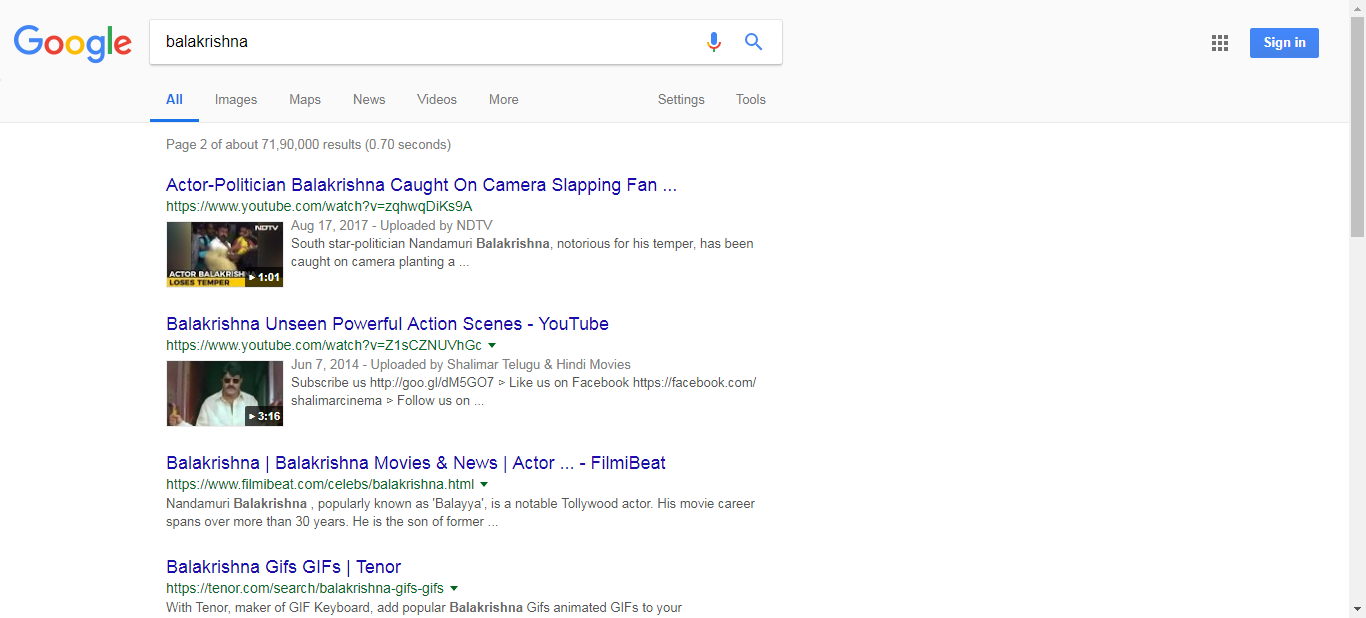 Google
balakrishna
Sign in
All Images Maps News Videos More Settings Tools
Page 2 of about 71,90,000 results (0.70 seconds)
Actor-Politician Balakrishna Caught On Camera Slapping Fan ...
https://www.youtube.com/watch?v=zqhwqDiKs9A
NDTV
ACTOR BALAKRISHNA
LOSES TEMPER
1:01
Aug 17, 2017 - Uploaded by NDTV
South star-politician Nandamuri Balakrishna, notorious for his temper, has been
caught on camera planting a ...
Balakrishna Unseen Powerful Action Scenes - YouTube
https://www.youtube.com/watch?v=Z1sCZNUVhGc
3:16
Jun 7, 2014 - Uploaded by Shalimar Telugu & Hindi Movies
Subscribe us http://goo.gl/dM5GO7 ▹ Like us on Facebook https://facebook.com/
shalimarcinema ▹ Follow us on ...
Balakrishna | Balakrishna Movies & News | Actor ... - FilmiBeat
https://www.filmibeat.com/celebs/balakrishna.html
Nandamuri Balakrishna , popularly known as 'Balayya', is a notable Tollywood actor. His movie career
spans over more than 30 years. He is the son of former ...
Balakrishna Gifs GIFs | Tenor
https://tenor.com/search/balakrishna-gifs-gifs
With Tenor, maker of GIF Keyboard, add popular Balakrishna Gifs animated GIFs to your